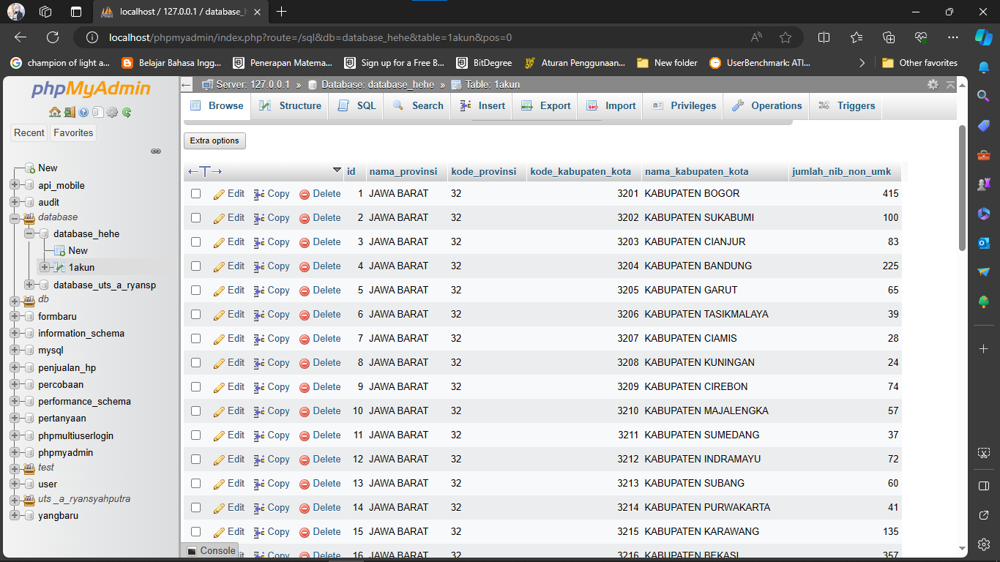 localhost / 127.0.0.1 / database_h
localhost/phpmyadmin/index.php?route=/sql&db=database_hehe&table=1akun&pos=0
champion of light a...
Belajar Bahasa Ingg...
Penerapan Matema...
Sign up for a Free B...
BitDegree
Aturan Penggunaan...
New folder
UserBenchmark: ATI...
Other favorites
phpMyAdmin
Recent Favorites
New
api_mobile
audit
database
database_hehe
New
1akun
database_uts_a_ryansp
db
formbaru
information_schema
mysql
penjualan_hp
percobaan
performance_schema
pertanyaan
phpmultiuserlogin
phpmyadmin
test
user
uts _a_ryansyahputra
yangbaru
Server: 127.0.0.1 » Database: database_hehe » Table: 1akun
Browse Structure SQL Search Insert Export Import Privileges Operations Triggers
Extra options
id nama_provinsi kode_provinsi kode_kabupaten_kota nama_kabupaten_kota jumlah_nib_non_umk
Edit Copy Delete 1 JAWA BARAT 32 3201 KABUPATEN BOGOR 415
Edit Copy Delete 2 JAWA BARAT 32 3202 KABUPATEN SUKABUMI 100
Edit Copy Delete 3 JAWA BARAT 32 3203 KABUPATEN CIANJUR 83
Edit Copy Delete 4 JAWA BARAT 32 3204 KABUPATEN BANDUNG 225
Edit Copy Delete 5 JAWA BARAT 32 3205 KABUPATEN GARUT 65
Edit Copy Delete 6 JAWA BARAT 32 3206 KABUPATEN TASIKMALAYA 39
Edit Copy Delete 7 JAWA BARAT 32 3207 KABUPATEN CIAMIS 28
Edit Copy Delete 8 JAWA BARAT 32 3208 KABUPATEN KUNINGAN 24
Edit Copy Delete 9 JAWA BARAT 32 3209 KABUPATEN CIREBON 74
Edit Copy Delete 10 JAWA BARAT 32 3210 KABUPATEN MAJALENGKA 57
Edit Copy Delete 11 JAWA BARAT 32 3211 KABUPATEN SUMEDANG 37
Edit Copy Delete 12 JAWA BARAT 32 3212 KABUPATEN INDRAMAYU 72
Edit Copy Delete 13 JAWA BARAT 32 3213 KABUPATEN SUBANG 60
Edit Copy Delete 14 JAWA BARAT 32 3214 KABUPATEN PURWAKARTA 41
Edit Copy Delete 15 JAWA BARAT 32 3215 KABUPATEN KARAWANG 135
Copy Delete 16 JAWA BARAT 32 3216 KABUPATEN BEKASI 357
Console